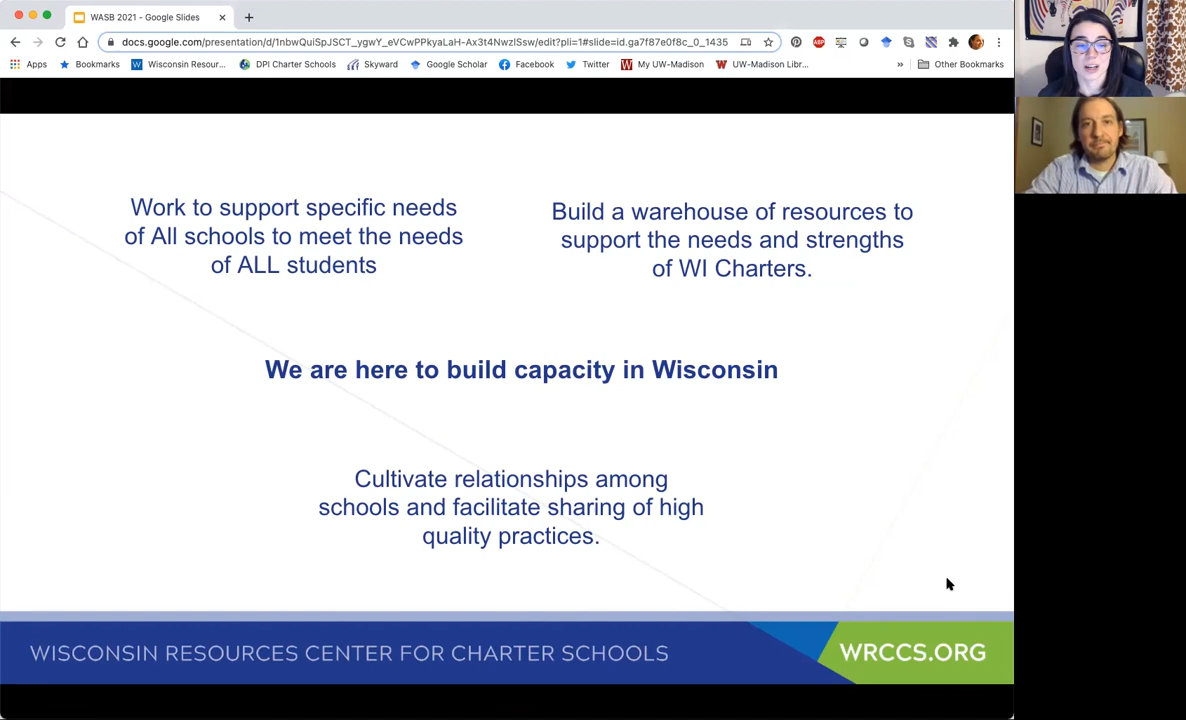 WASB 2021 - Google Slides
docs.google.com/presentation/d/1nbwQuiSpJSCT_ygwY_eVCwPPkyaLaH-Ax3t4NwzlSsw/edit?pli=1#slide=id.ga7f87e0f8c_0_1435
ABP
Apps Bookmarks Wisconsin Resour... DPI Charter Schools Skyward Google Scholar Facebook Twitter My UW-Madison UW-Madison Libr... » Other Bookmarks
Work to support specific needs
of All schools to meet the needs
of ALL students
Build a warehouse of resources to
support the needs and strengths
of WI Charters.
We are here to build capacity in Wisconsin
Cultivate relationships among
schools and facilitate sharing of high
quality practices.
WISCONSIN RESOURCES CENTER FOR CHARTER SCHOOLS
WRCCS.ORG